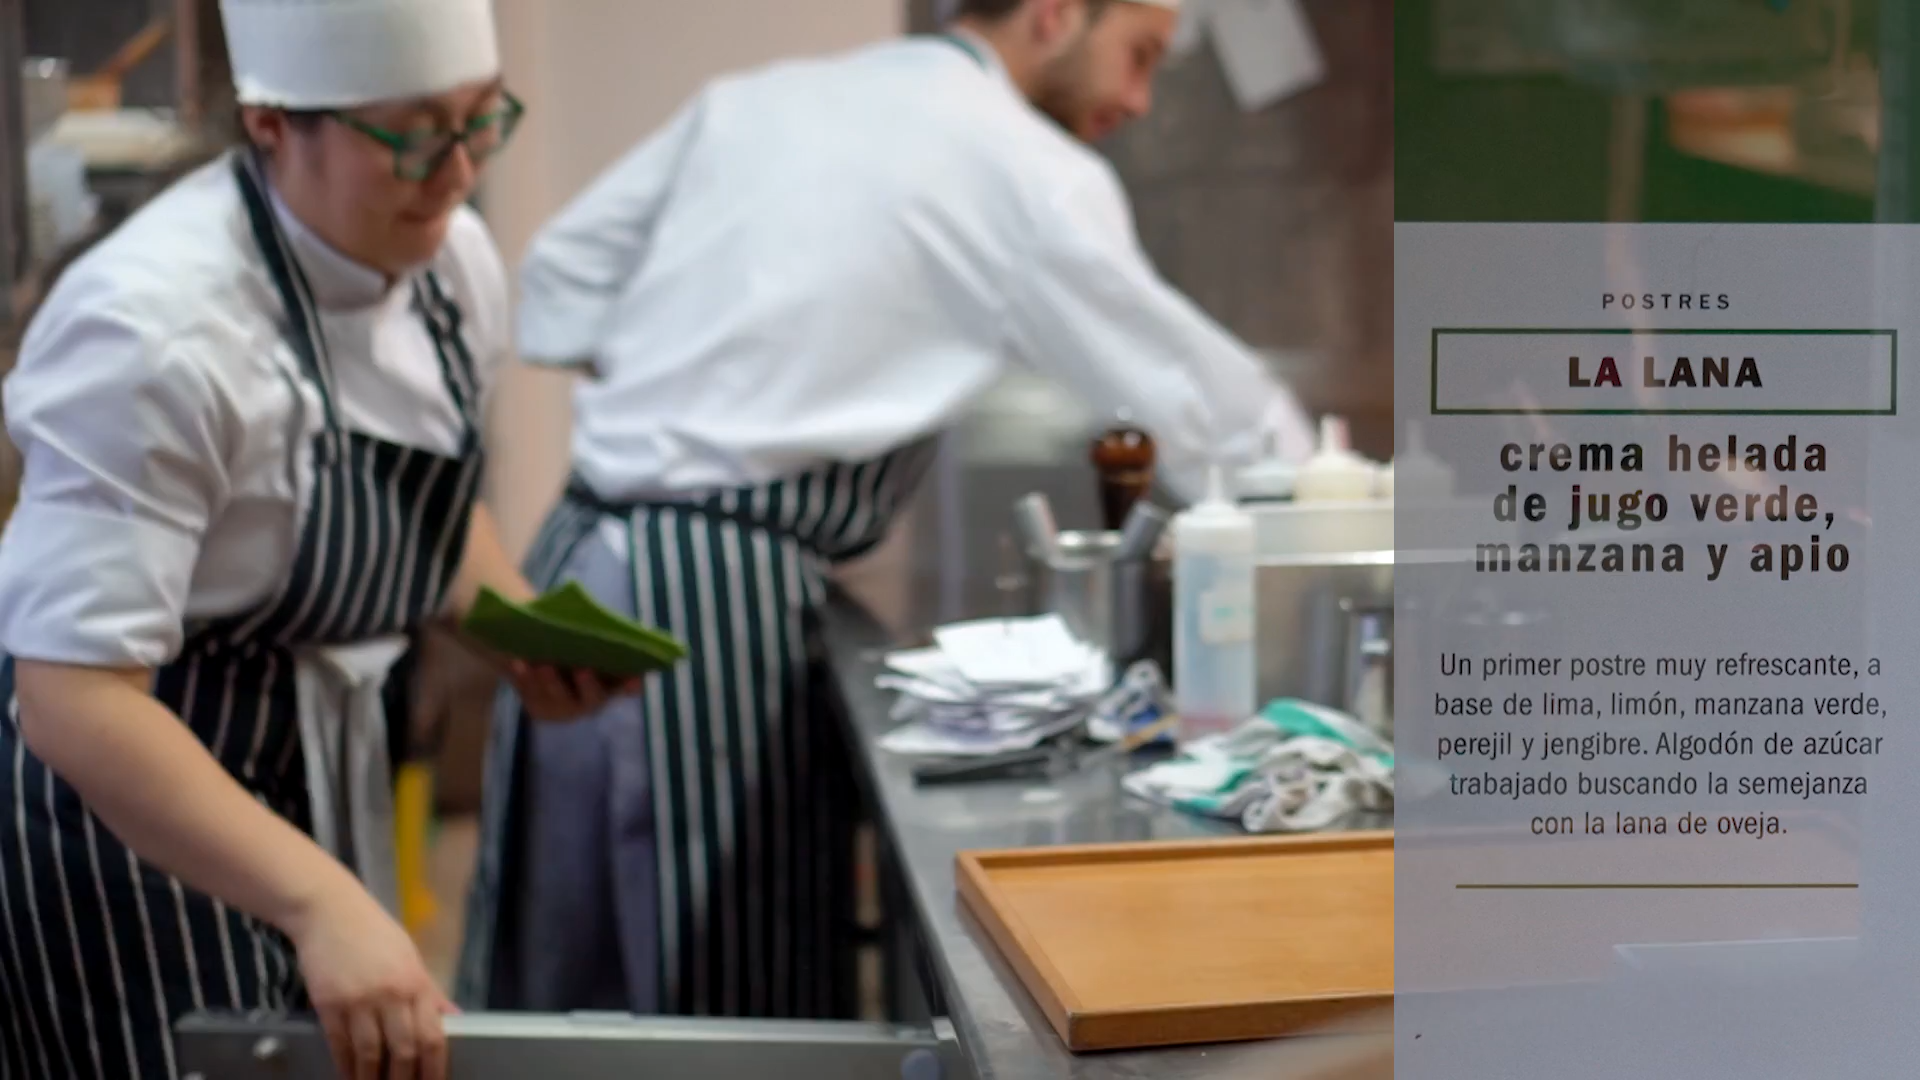 POSTRES
LA LANA
crema helada
de jugo verde,
manzana y apio
Un primer postre muy refrescante, a
base de lima, limón, manzana verde,
perejil y jengibre. Algodón de azúcar
trabajado buscando la semejanza
con la lana de oveja.